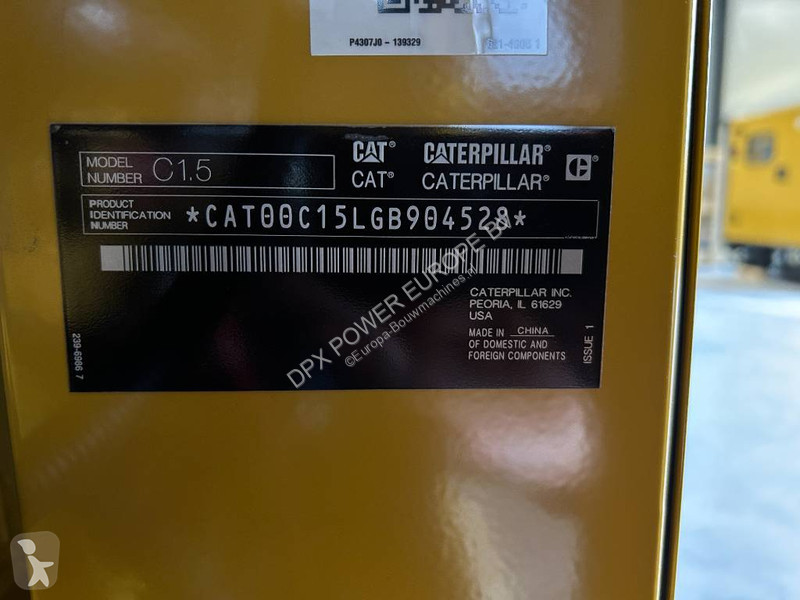 P4307J0 - 139329
MODEL NUMBER C1.5
CAT CATERPILLAR
CAT® CATERPILLAR®
PRODUCT IDENTIFICATION NUMBER *CAT00C15LGB904528*
CATERPILLAR INC.
PEORIA, IL 61629
USA
MADE IN CHINA
OF DOMESTIC AND
FOREIGN COMPONENTS
ISSUE 1
239-6986 7
DPX POWER EUROPE BV
©Europa-Bouwmachines.nl